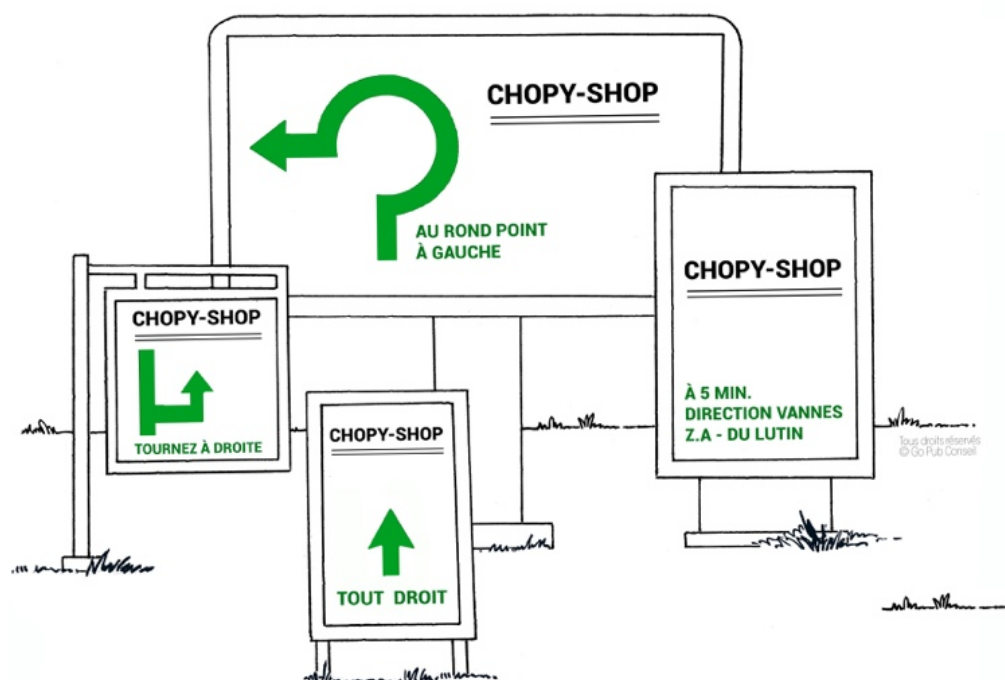 CHOPY-SHOP
AU ROND POINT
À GAUCHE
CHOPY-SHOP
À 5 MIN.
DIRECTION VANNES
Z.A - DU LUTIN
CHOPY-SHOP
TOURNEZ À DROITE
CHOPY-SHOP
TOUT DROIT
Tous droits réservés
© Go Pub Conseil